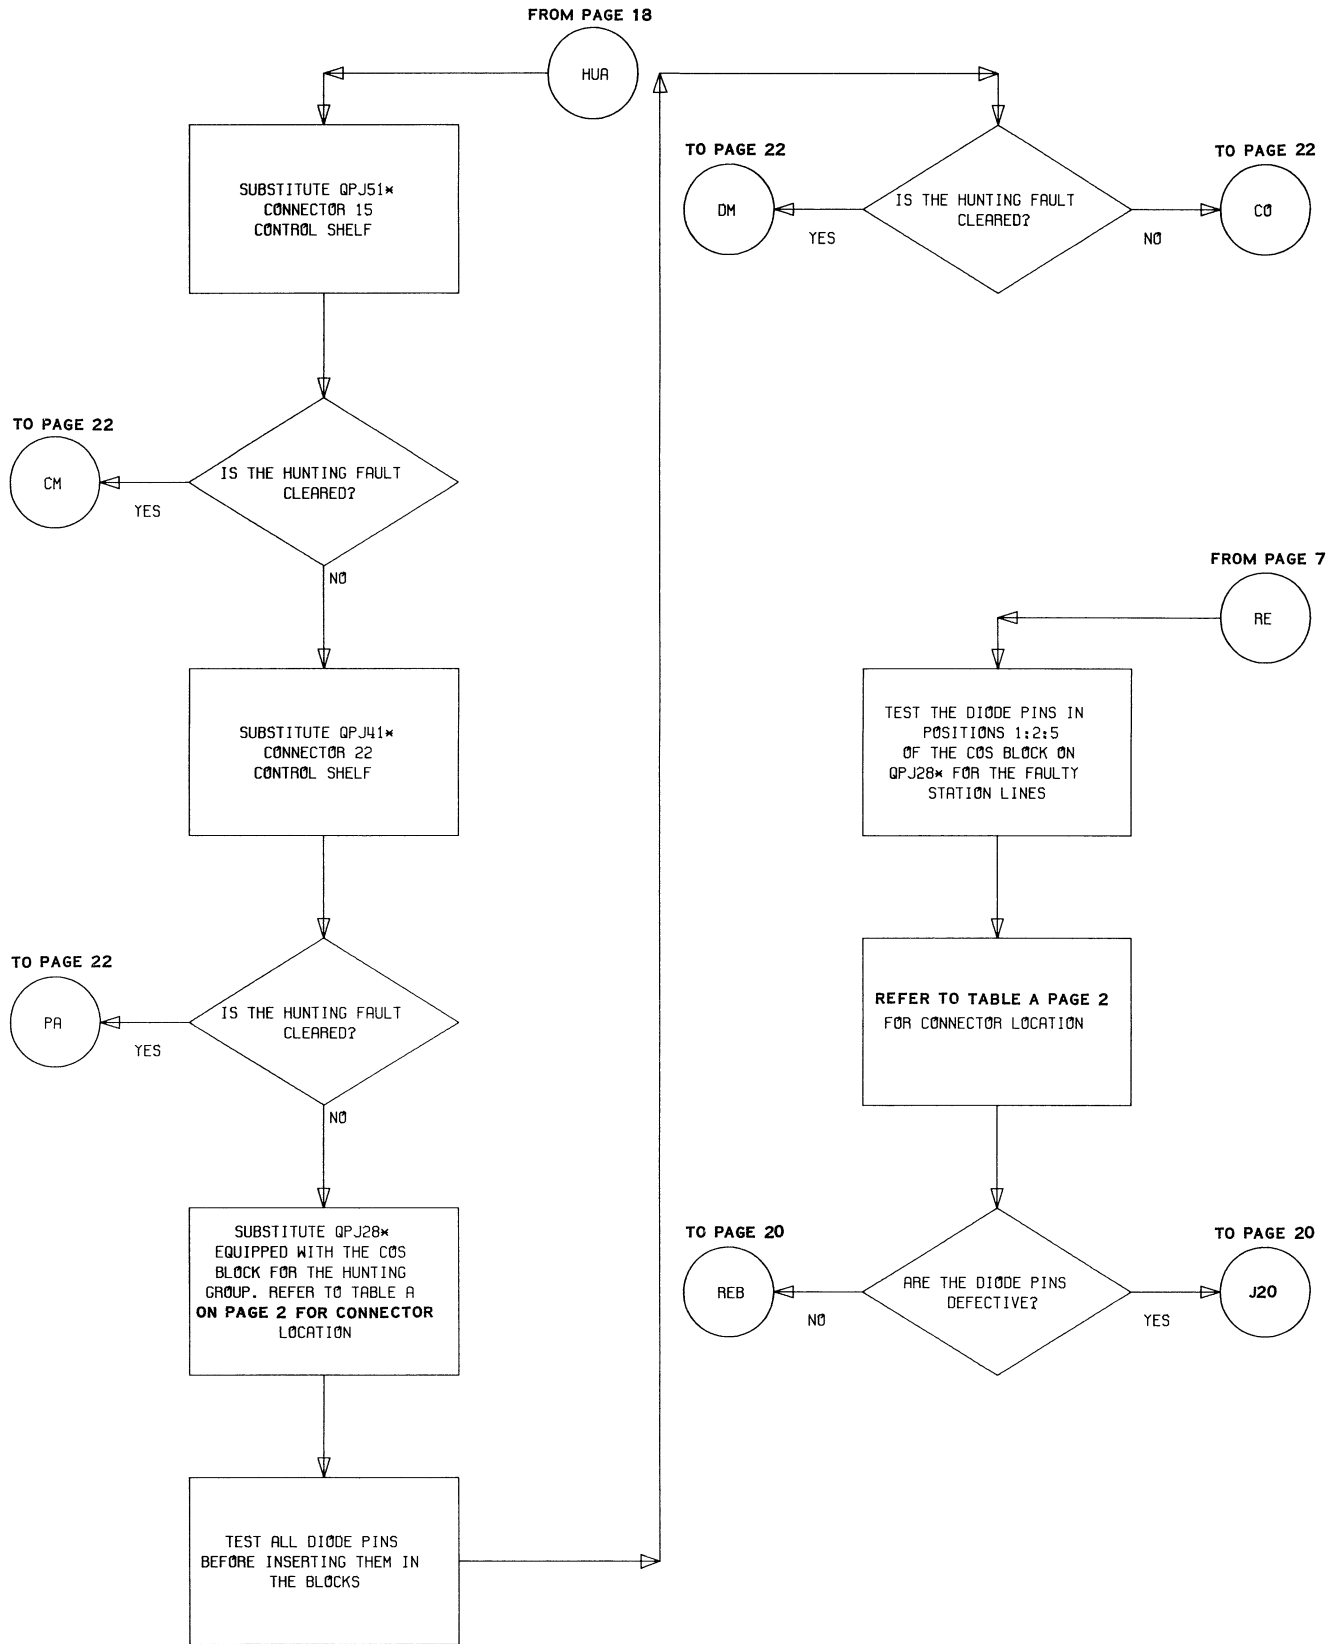 FROM PAGE 18
HUA
SUBSTITUTE QPJ51*
CONNECTOR 15
CONTROL SHELF
IS THE HUNTING FAULT
CLEARED?
TO PAGE 22
CM
YES
NO
SUBSTITUTE QPJ41*
CONNECTOR 22
CONTROL SHELF
IS THE HUNTING FAULT
CLEARED?
TO PAGE 22
PA
YES
NO
SUBSTITUTE QPJ28*
EQUIPPED WITH THE COS
BLOCK FOR THE HUNTING
GROUP. REFER TO TABLE A
ON PAGE 2 FOR CONNECTOR
LOCATION
TEST ALL DIODE PINS
BEFORE INSERTING THEM IN
THE BLOCKS
IS THE HUNTING FAULT
CLEARED?
TO PAGE 22
DM
YES
TO PAGE 22
CO
NO
FROM PAGE 7
RE
TEST THE DIODE PINS IN
POSITIONS 1:2:5
OF THE COS BLOCK ON
QPJ28* FOR THE FAULTY
STATION LINES
REFER TO TABLE A PAGE 2
FOR CONNECTOR LOCATION
ARE THE DIODE PINS
DEFECTIVE?
TO PAGE 20
REB
NO
TO PAGE 20
J20
YES